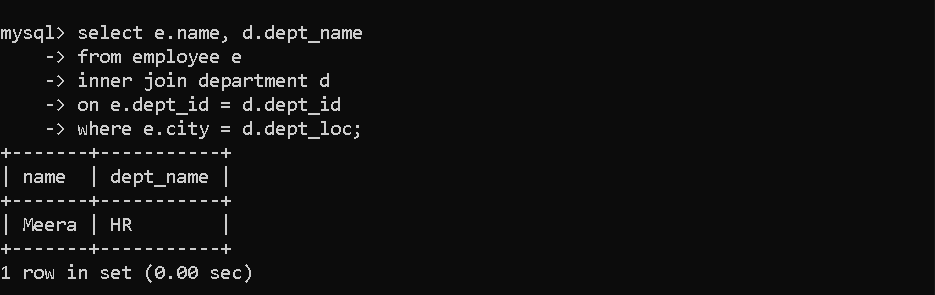 mysql> select e.name, d.dept_name
    -> from employee e
    -> inner join department d
    -> on e.dept_id = d.dept_id
    -> where e.city = d.dept_loc;
+-------+-----------+
| name  | dept_name |
+-------+-----------+
| Meera | HR        |
+-------+-----------+
1 row in set (0.00 sec)